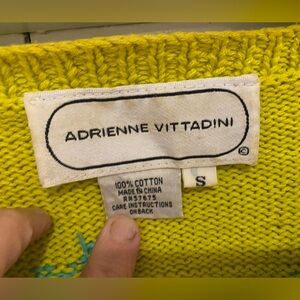 ADRIENNE VITTADINI
©
S
100% COTTON
MADE IN CHINA
RN57675
CARE INSTRUCTIONS
ON BACK